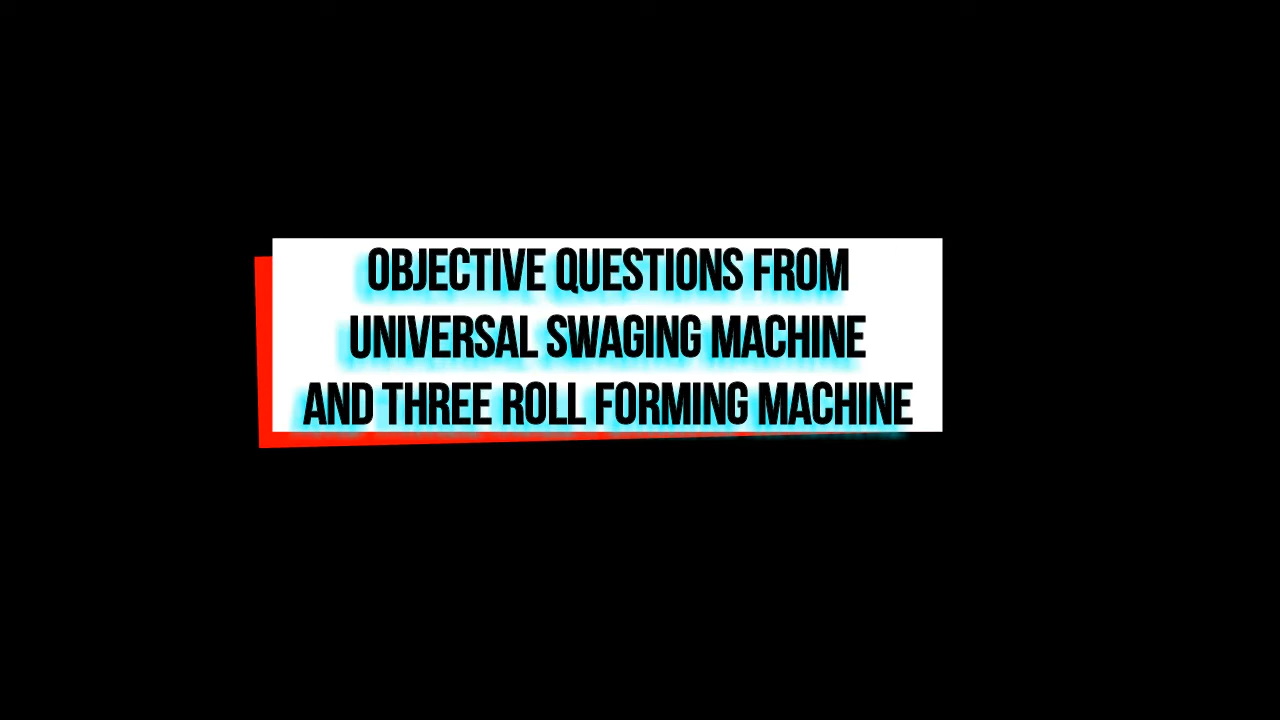 OBJECTIVE QUESTIONS FROM
UNIVERSAL SWAGING MACHINE
AND THREE ROLL FORMING MACHINE